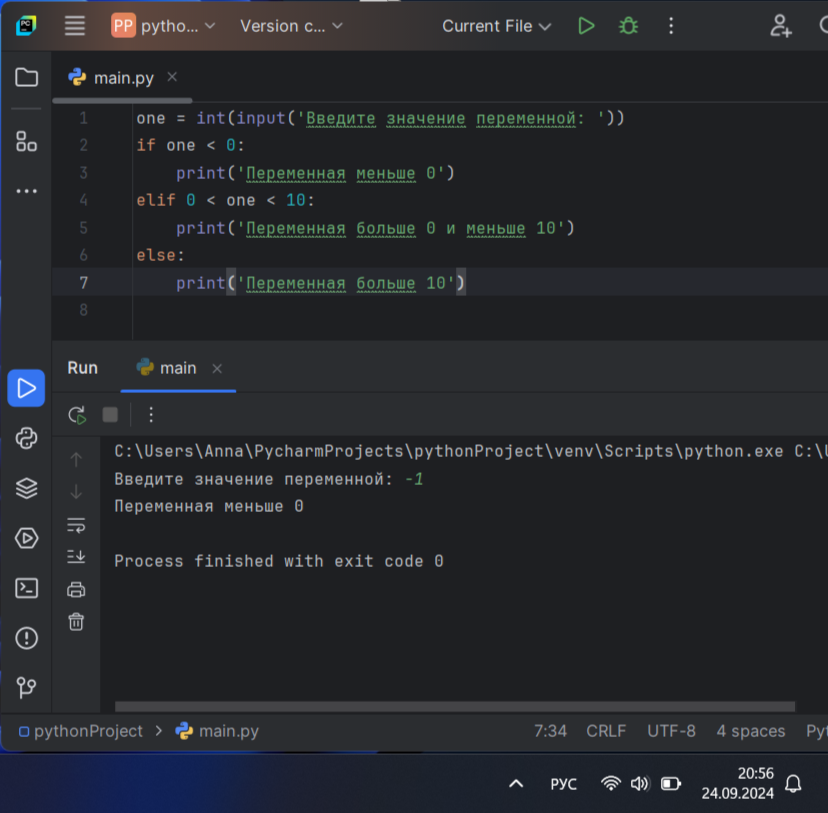 PC
PP pytho... Version c... Current File
main.py
1 one = int(input('Введите значение переменной: '))
2 if one < 0:
3 print('Переменная меньше 0')
4 elif 0 < one < 10:
5 print('Переменная больше 0 и меньше 10')
6 else:
7 print('Переменная больше 10')
8
Run main
C:\Users\Anna\PycharmProjects\pythonProject\venv\Scripts\python.exe C:\U
Введите значение переменной: -1
Переменная меньше 0
Process finished with exit code 0
pythonProject > main.py 7:34 CRLF UTF-8 4 spaces Pyt
РУС 20:56
24.09.2024